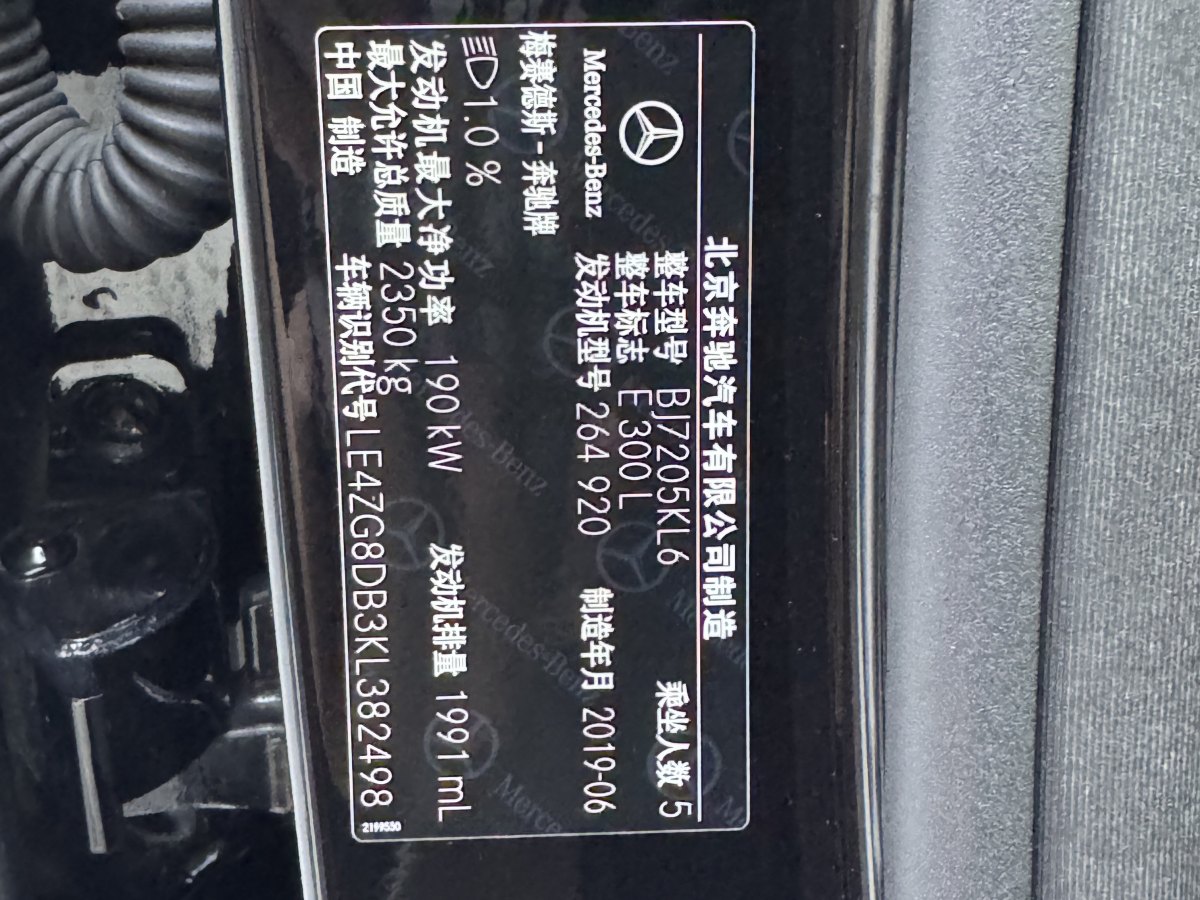 北京奔驰汽车有限公司制造
Mercedes-Benz
梅赛德斯-奔驰牌
整车型号 BJ7205KL6 乘坐人数 5
整车标志 E 300 L
发动机型号 264 920 制造年月 2019-06
1.0 %
发动机最大净功率 190 kW 发动机排量 1991 mL
最大允许总质量 2350 kg
中国 制造 车辆识别代号 LE4ZG8DB3KL382498
2199550